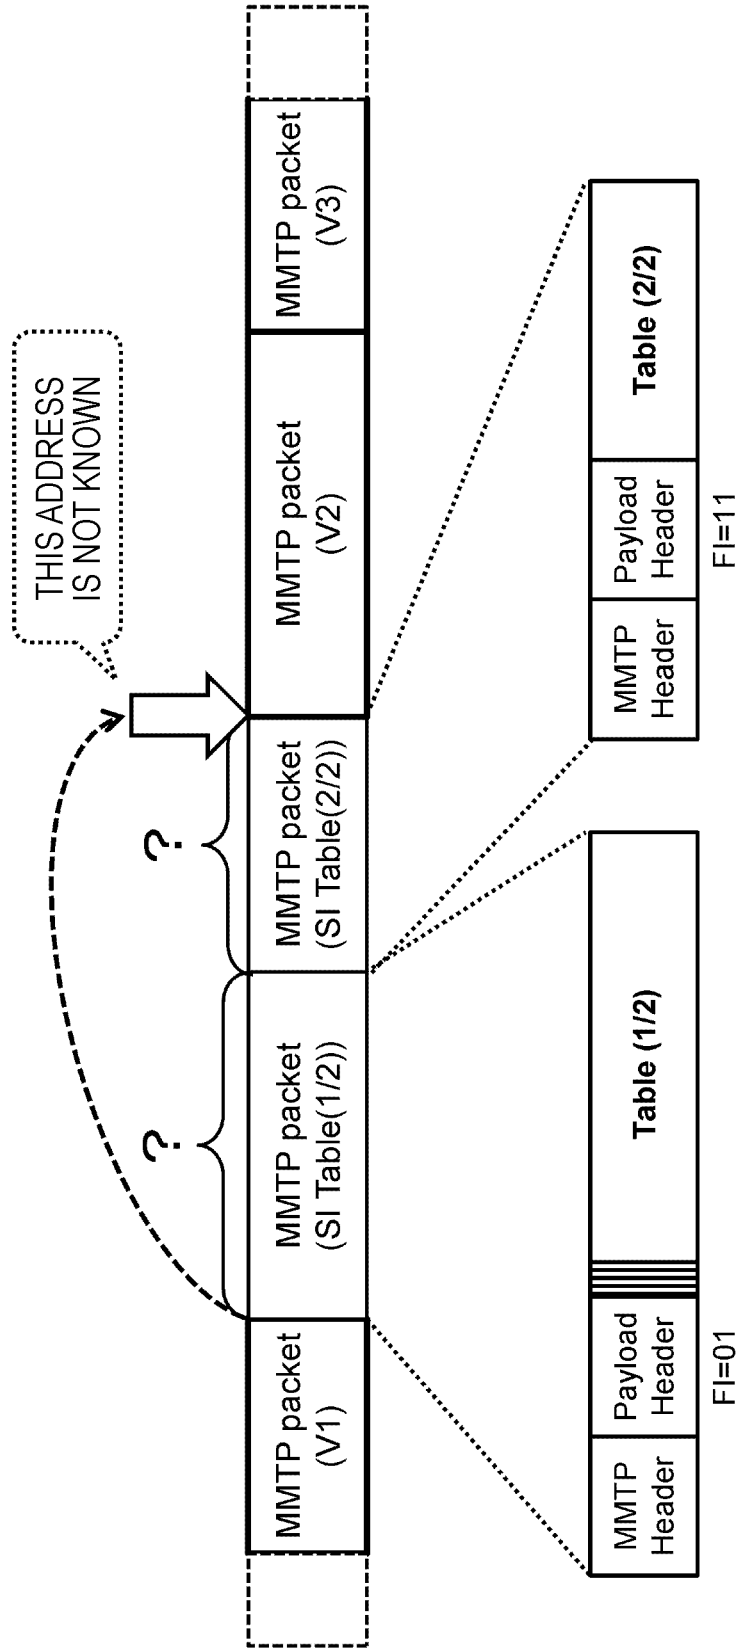 THIS ADDRESS
IS NOT KNOWN
?
?
MMTP packet
(V1)
MMTP packet
(SI Table(1/2))
MMTP packet
(SI Table(2/2))
MMTP packet
(V2)
MMTP packet
(V3)
MMTP
Header
Payload
Header
Table (1/2)
MMTP
Header
Payload
Header
Table (2/2)
FI=01
FI=11